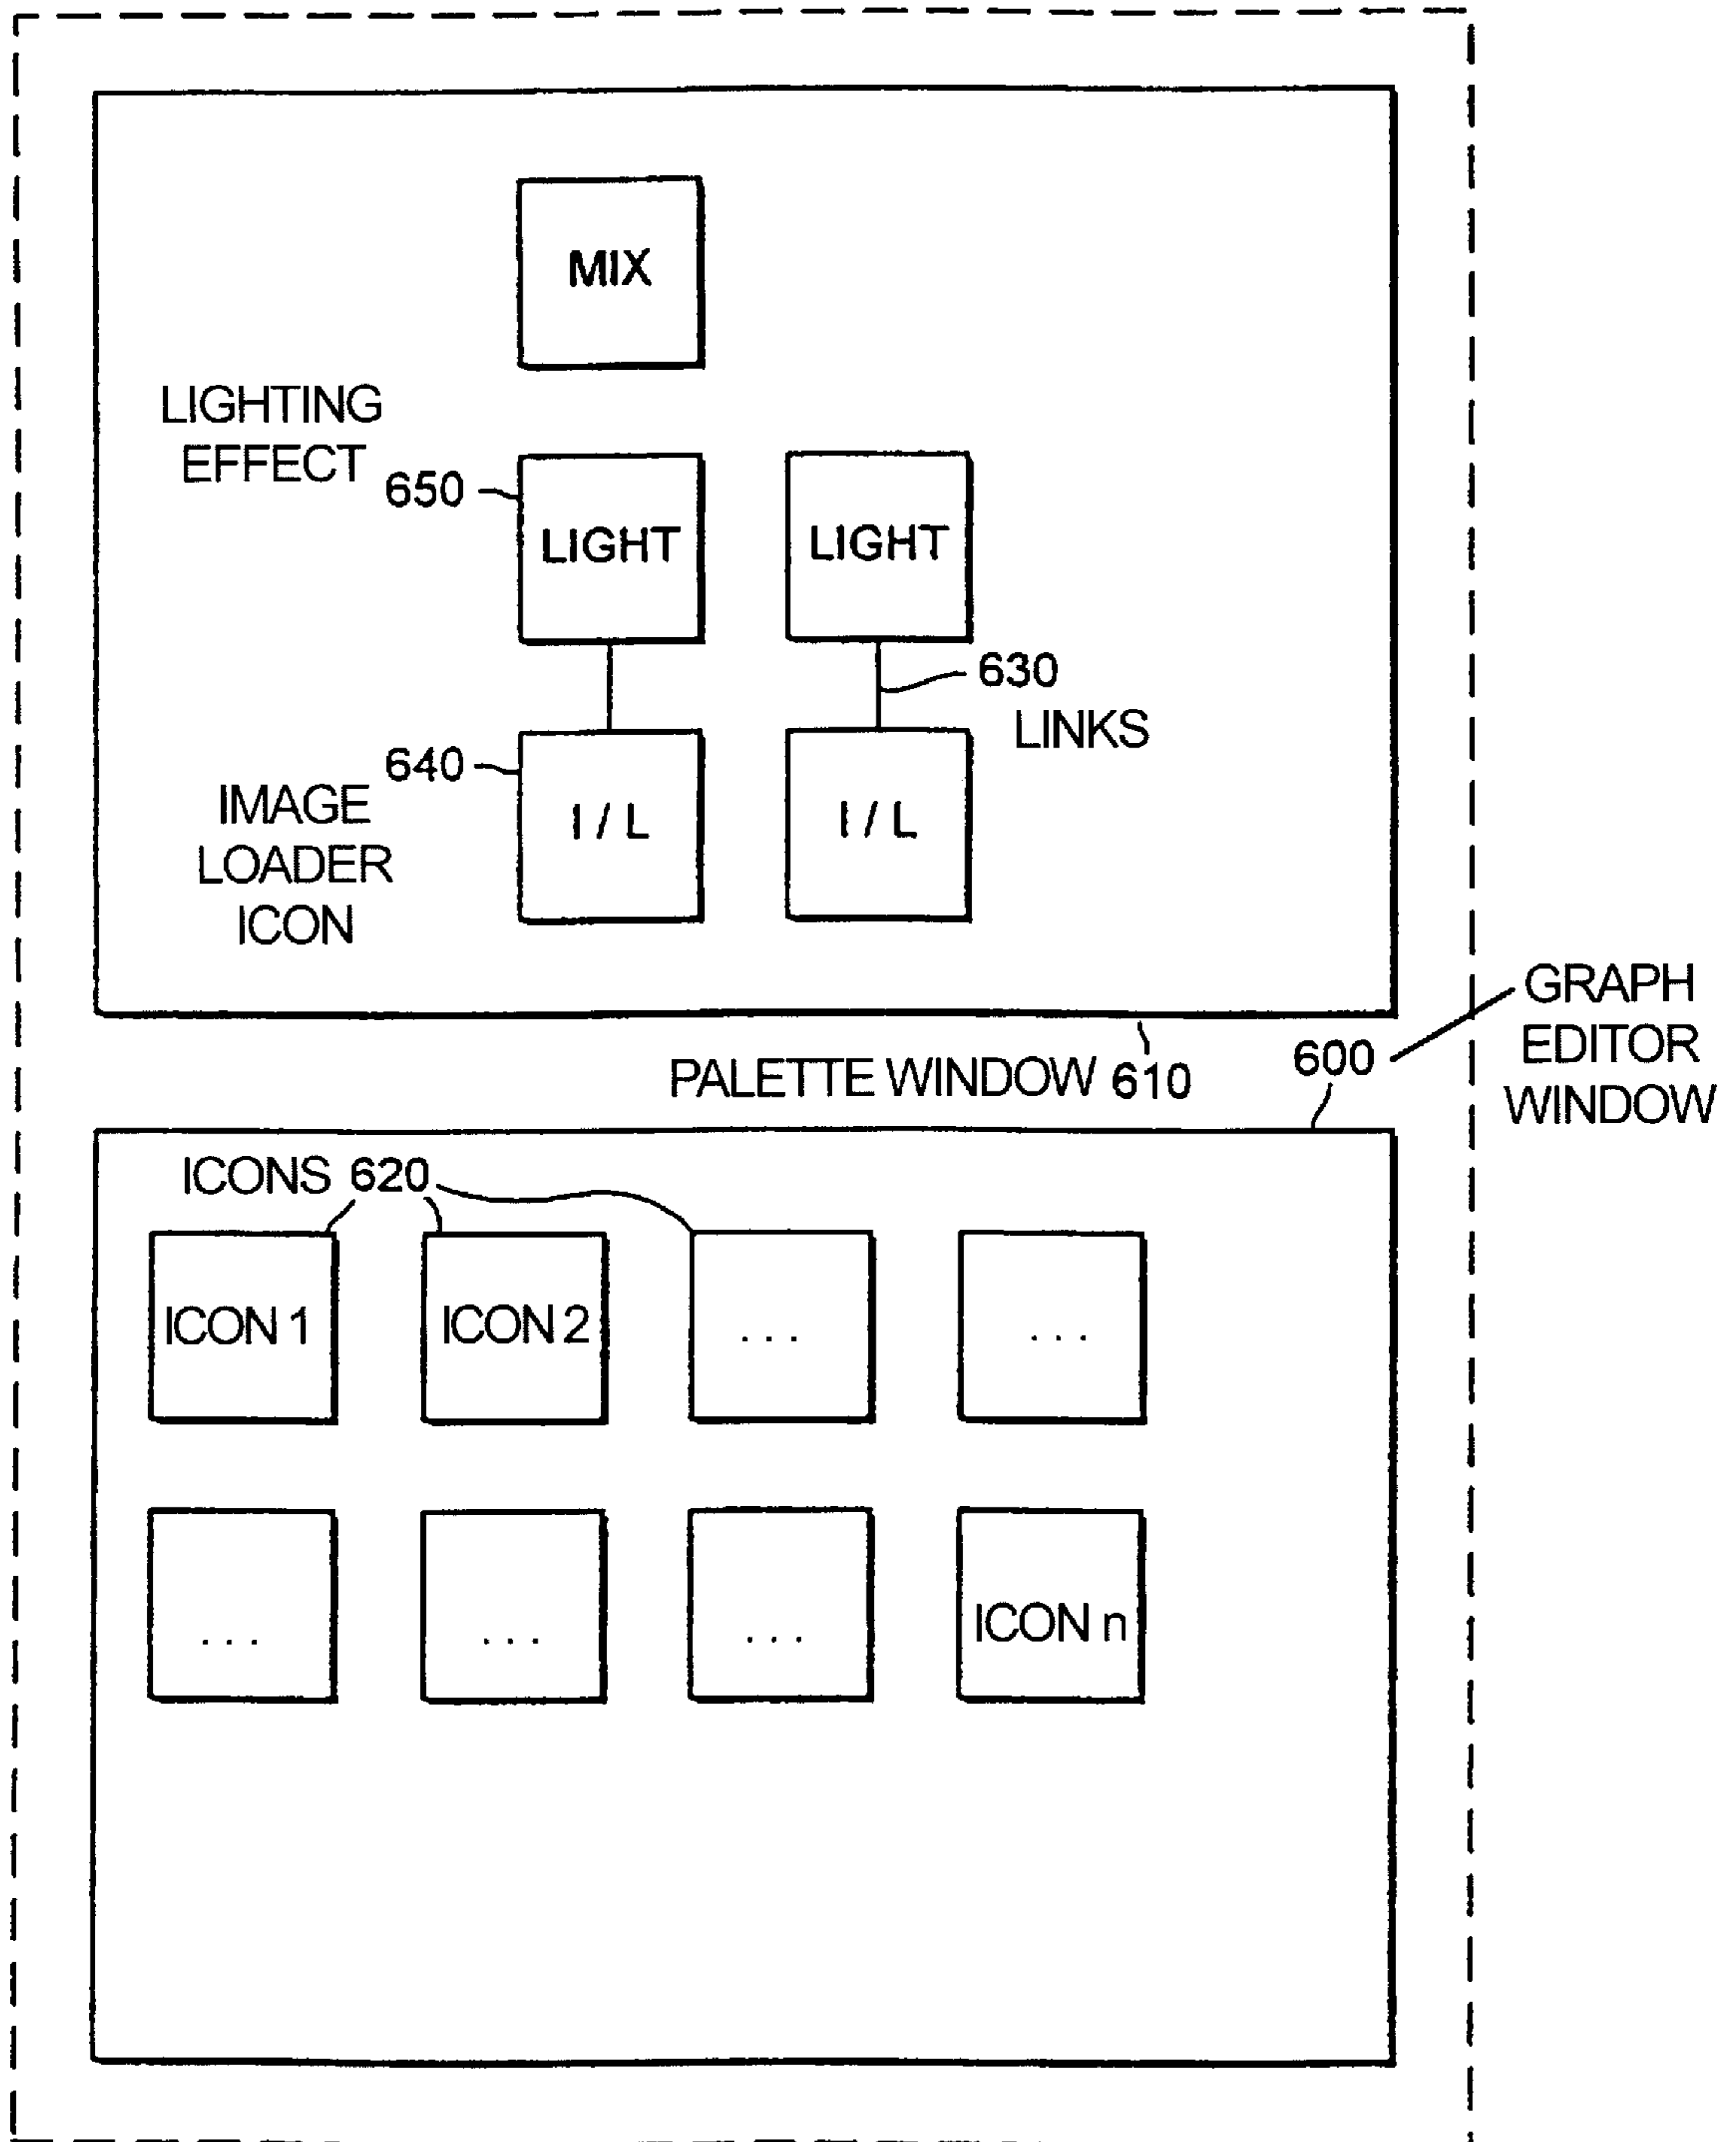 MIX
LIGHTING
EFFECT
650
LIGHT
LIGHT
630
LINKS
640
IMAGE
LOADER
ICON
I / L
I / L
GRAPH
EDITOR
WINDOW
600
PALETTE WINDOW 610
ICONS 620
ICON 1
ICON 2
...
...
...
...
...
ICON n